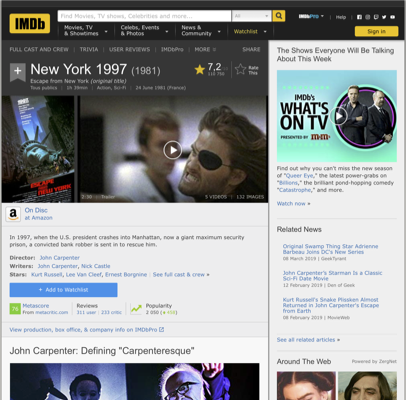 IMDb
Find Movies, TV shows, Celebrities and more...
All
IMDbPro
Help
Movies, TV & Showtimes
Celebs, Events & Photos
News & Community
Watchlist
Sign in
FULL CAST AND CREW | TRIVIA | USER REVIEWS | IMDbPro | MORE
SHARE
New York 1997 (1981)
Escape from New York (original title)
Tous publics | 1h 39min | Action, Sci-Fi | 24 June 1981 (France)
7,2
Rate This
ESCAPE FROM NEW YORK
2:36 | Trailer
5 VIDEOS | 132 IMAGES
On Disc
at Amazon
In 1997, when the U.S. president crashes into Manhattan, now a giant maximum security prison, a convicted bank robber is sent in to rescue him.
Director: John Carpenter
Writers: John Carpenter, Nick Castle
Stars: Kurt Russell, Lee Van Cleef, Ernest Borgnine | See full cast & crew »
+ Add to Watchlist
Metascore
From metacritic.com
Reviews
311 user | 233 critic
Popularity
View production, box office, & company info on IMDbPro
John Carpenter: Defining "Carpenteresque"
The Shows Everyone Will Be Talking About This Week
IMDb's
WHAT'S ON TV
PRESENTED BY m&m's
Find out why you can't miss the new season of "Queer Eye," the latest power-grabs on "Billions," the brilliant pond-hopping comedy "Catastrophe," and more.
Watch now »
Related News
Original Swamp Thing Star Adrienne Barbeau Joins DC's New Series
08 March 2019 | GeekTyrant
John Carpenter's Starman Is a Classic Sci-Fi Date Movie
12 February 2019 | Den of Geek
Kurt Russell's Snake Plissken Almost Returned in John Carpenter's Escape from Earth
08 February 2019 | MovieWeb
See all related articles »
Around The Web
Powered by ZergNet